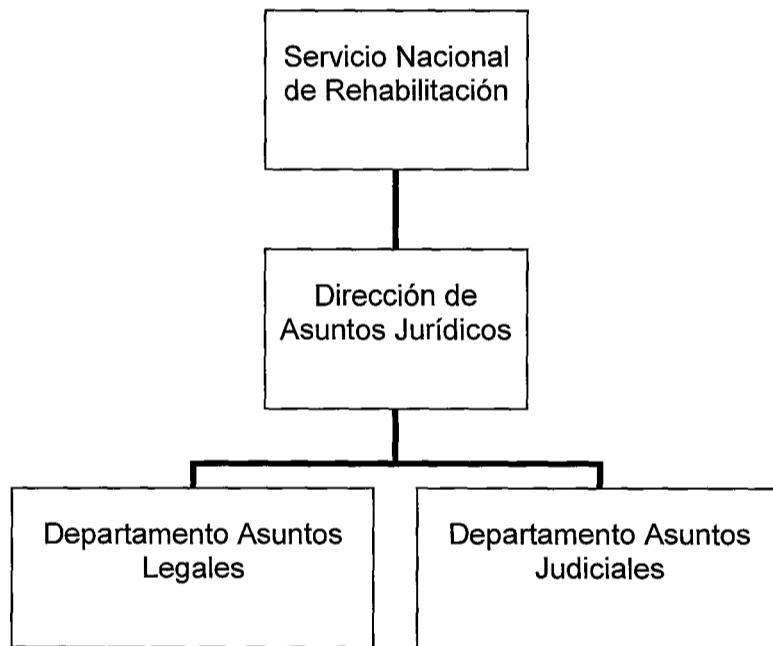 Servicio Nacional
de Rehabilitación
Dirección de
Asuntos Jurídicos
Departamento Asuntos
Legales
Departamento Asuntos
Judiciales